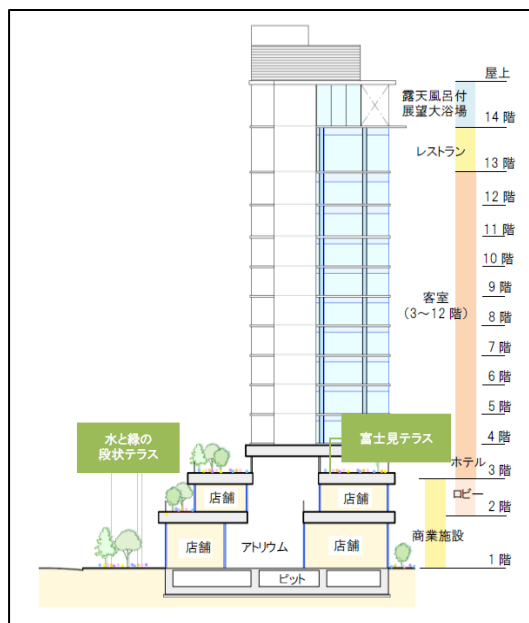 屋上
露天風呂付
展望大浴場
14 階
レストラン
13 階
12 階
11 階
10 階
9 階
客室
(3～12 階)
8 階
7 階
6 階
5 階
水と緑の
段状テラス
富士見テラス
4 階
ホテル
3 階
ロビー
店舗
店舗
2 階
商業施設
店舗
アトリウム
店舗
1 階
ピット